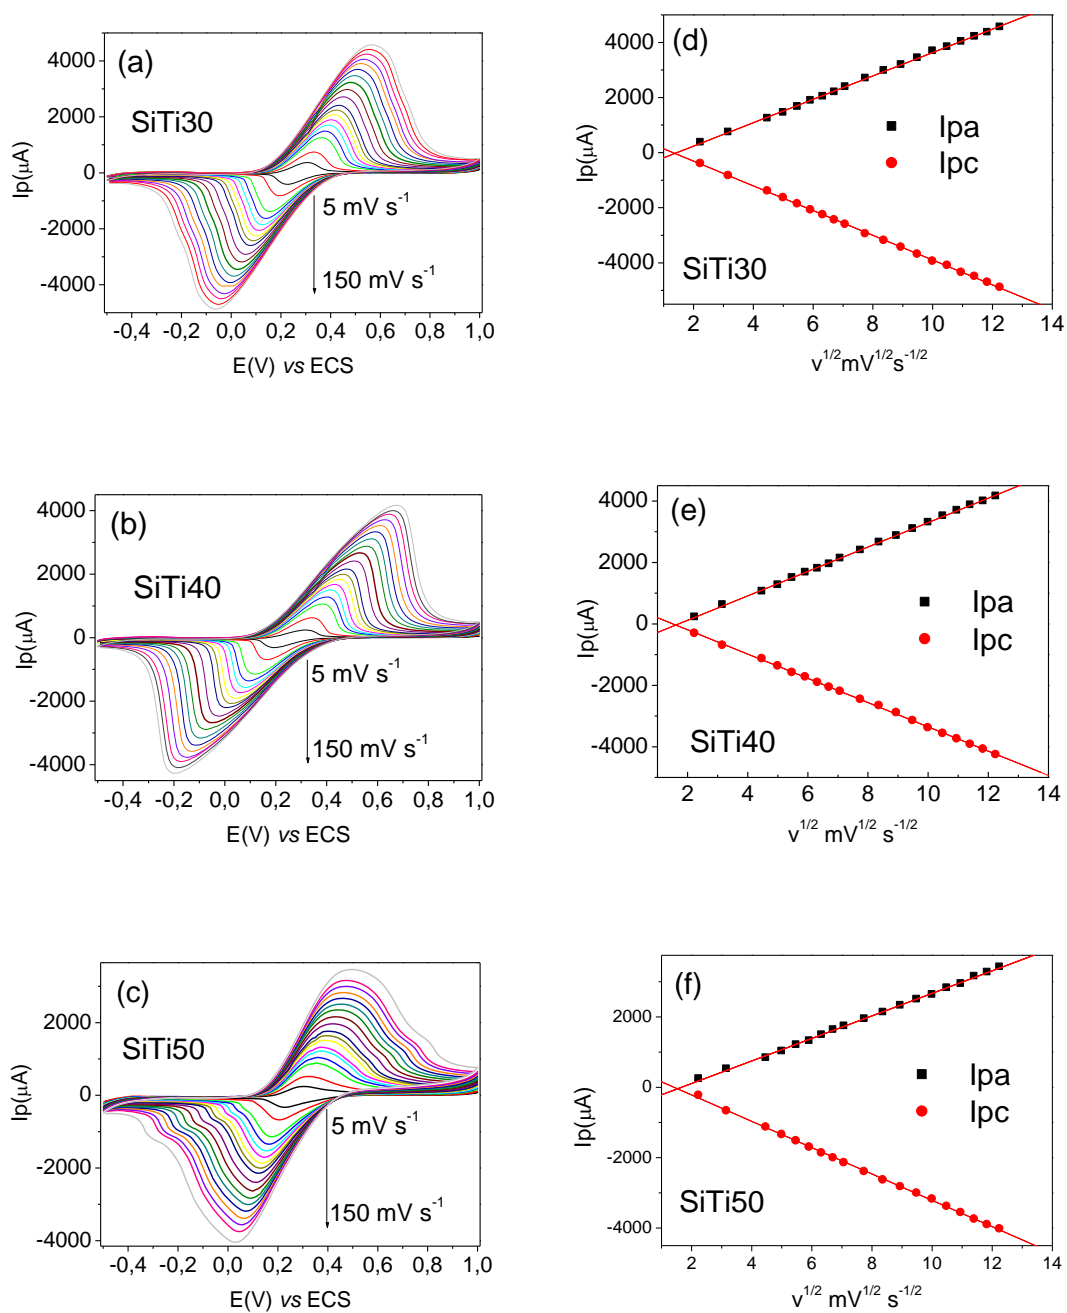 (a)
SiTi30
Ip(μA)
4000
2000
0
-2000
-4000
5 mV s-1
150 mV s-1
-0,4 -0,2 0,0 0,2 0,4 0,6 0,8 1,0
E(V) vs ECS
(d)
Ip(μA)
4000
2000
0
-2000
-4000
Ipa
Ipc
SiTi30
2 4 6 8 10 12 14
v1/2mV1/2s-1/2
(b)
SiTi40
Ip(μA)
4000
2000
0
-2000
-4000
5 mV s-1
150 mV s-1
-0,4 -0,2 0,0 0,2 0,4 0,6 0,8 1,0
E(V) vs ECS
(e)
Ip(μA)
4000
2000
0
-2000
-4000
Ipa
Ipc
SiTi40
2 4 6 8 10 12 14
v1/2 mV1/2 s-1/2
(c)
SiTi50
Ip(μA)
2000
0
-2000
-4000
5 mV s-1
150 mV s-1
-0,4 -0,2 0,0 0,2 0,4 0,6 0,8 1,0
E(V) vs ECS
(f)
Ip(μA)
2000
0
-2000
-4000
Ipa
Ipc
SiTi50
2 4 6 8 10 12 14
v1/2 mV1/2 s-1/2